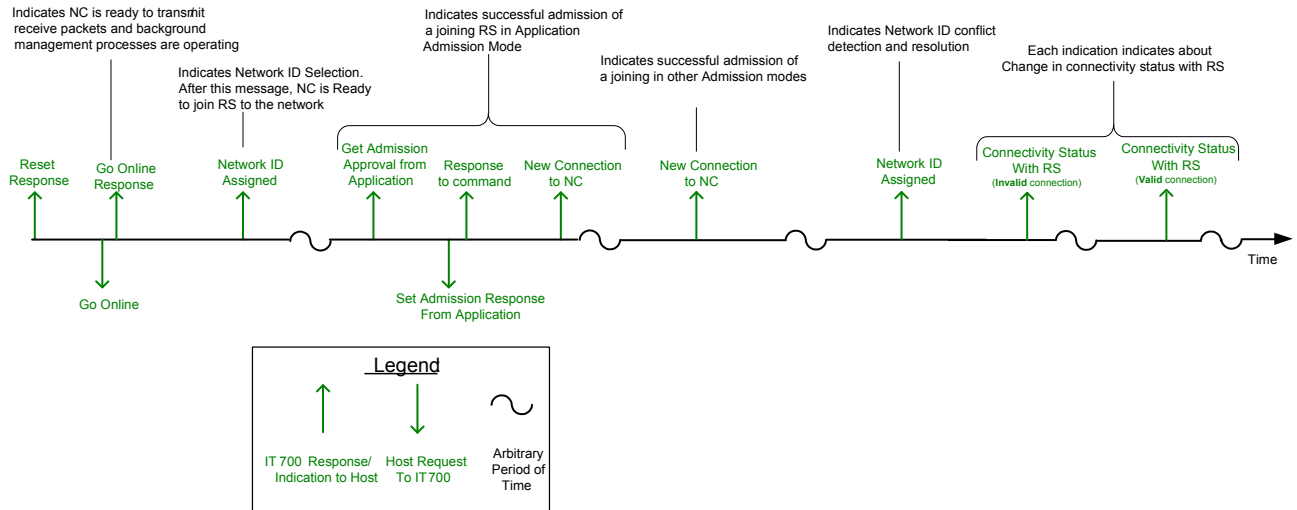 Indicates NC is ready to transmit
receive packets and background
management processes are operating
Indicates Network ID Selection.
After this message, NC is Ready
to join RS to the network
Indicates successful admission of
a joining RS in Application
Admission Mode
Indicates successful admission of
a joining in other Admission modes
Indicates Network ID conflict
detection and resolution
Each indication indicates about
Change in connectivity status with RS
Reset
Response
Go Online
Response
Network ID
Assigned
Get Admission
Approval from
Application
Response
to command
New Connection
to NC
New Connection
to NC
Network ID
Assigned
Connectivity Status
With RS
(Invalid connection)
Connectivity Status
With RS
(Valid connection)
Time
Go Online
Set Admission Response
From Application
Legend:
IT 700 Response/
Indication to Host
Host Request
To IT 700
Arbitrary
Period of
Time